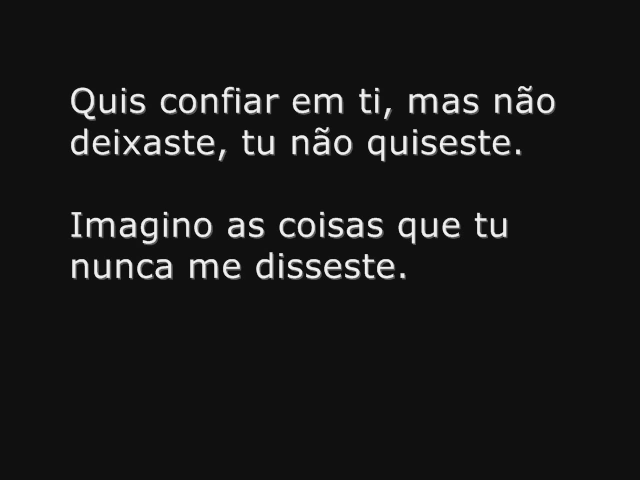 Quis confiar em ti, mas não
deixaste, tu não quiseste.
Imagino as coisas que tu
nunca me disseste.